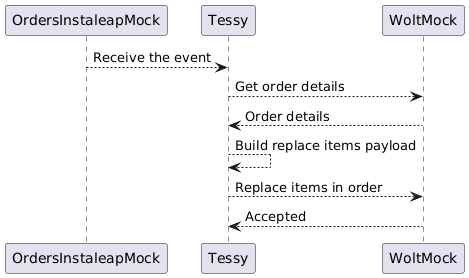 OrdersInstaleapMock Tessy WoltMock
Receive the event
Get order details
Order details
Build replace items payload
Replace items in order
Accepted
OrdersInstaleapMock Tessy WoltMock